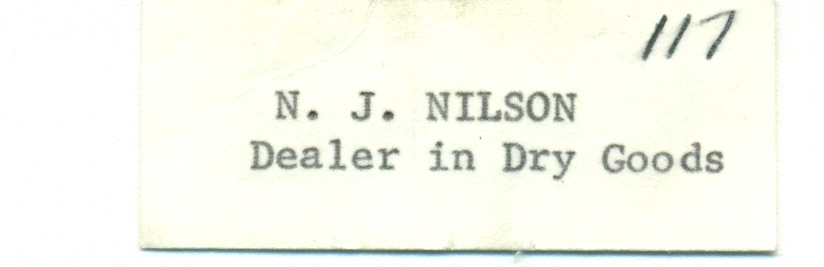 117
N. J. NILSON
Dealer in Dry Goods